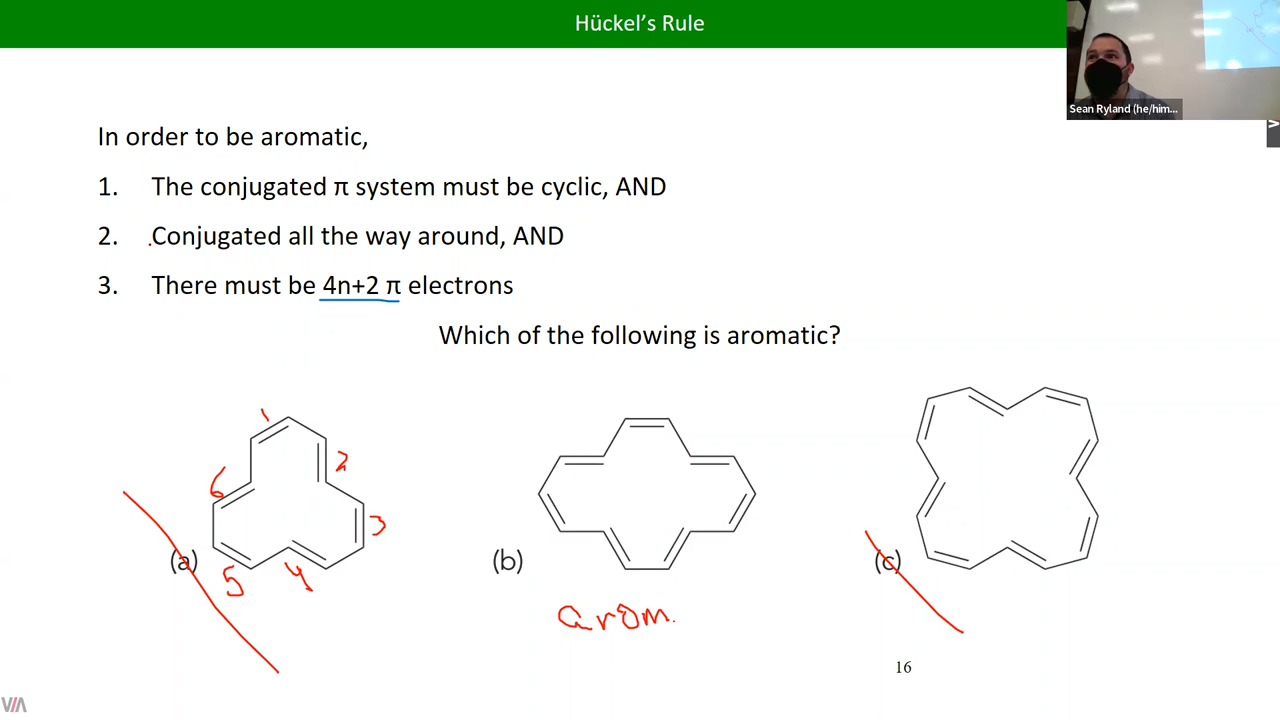 Hückel’s Rule
Sean Ryland (he/him...
In order to be aromatic,
1. The conjugated π system must be cyclic, AND
2. Conjugated all the way around, AND
3. There must be 4n+2 π electrons
Which of the following is aromatic?
1
2
6
3
(a)
5
4
(b)
(c)
arom.
16
VIA